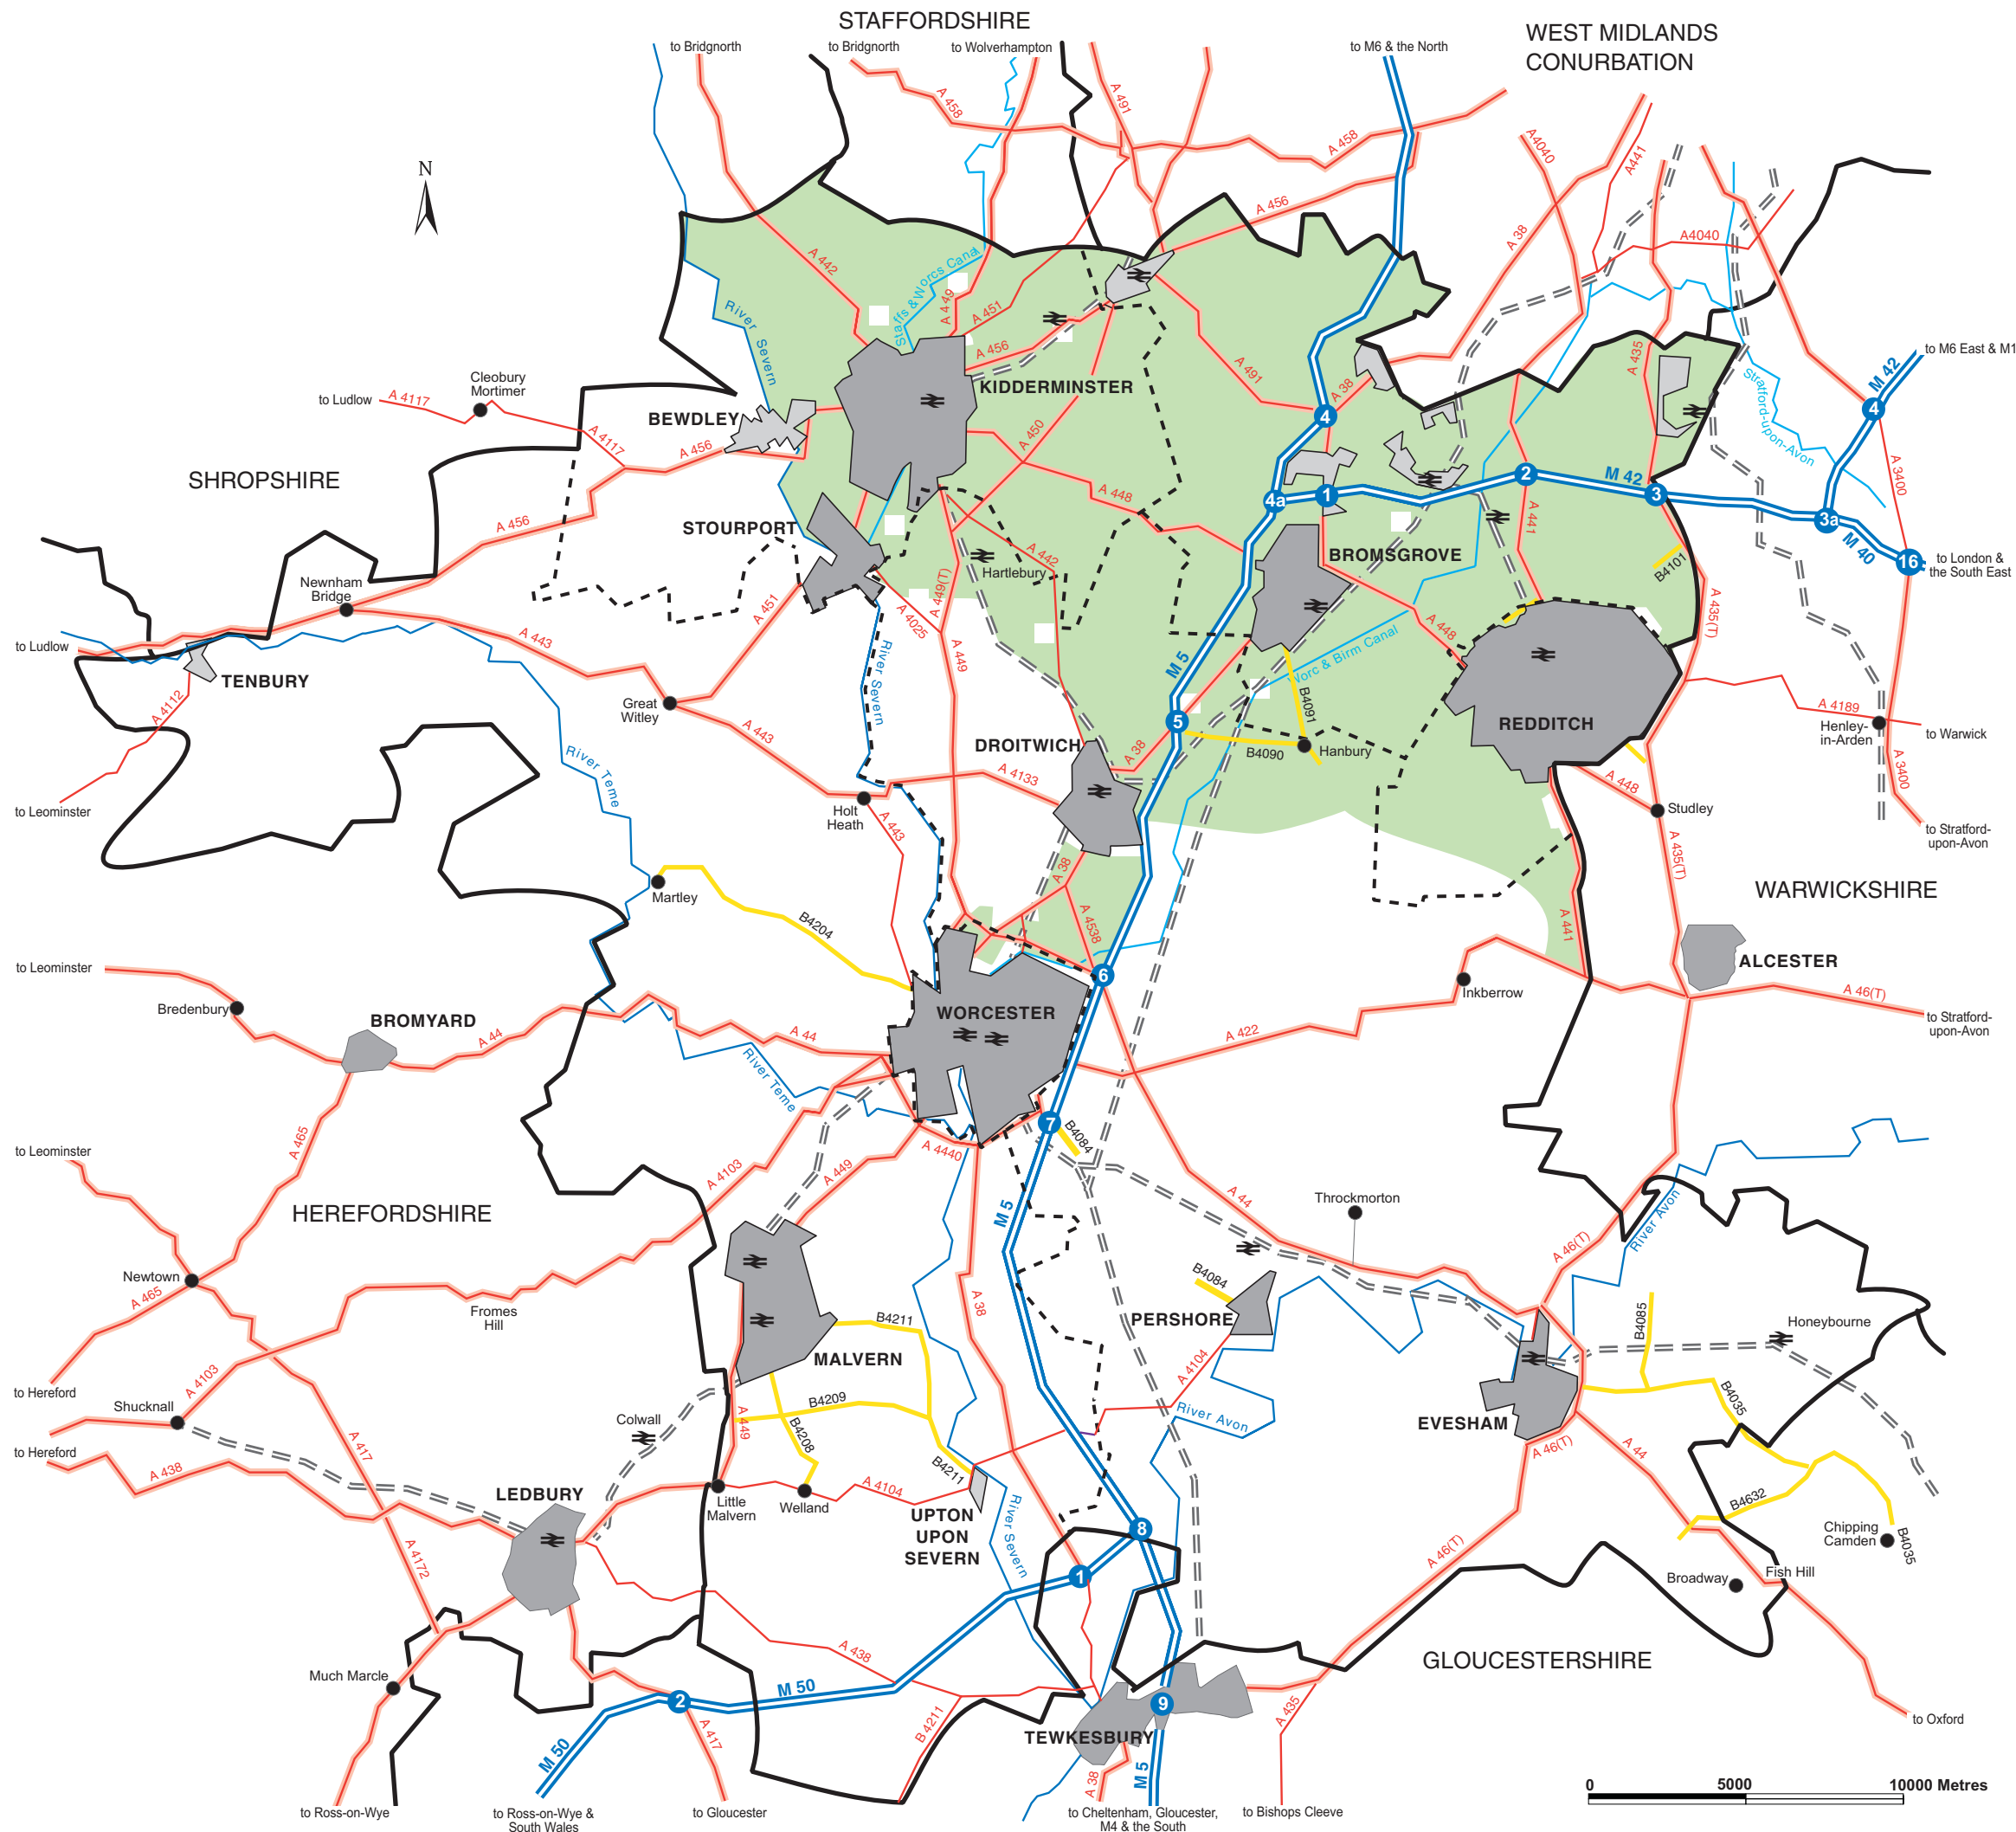 STAFFORDSHIRE
WEST MIDLANDS
CONURBATION
to Bridgnorth
to Bridgnorth
to Wolverhampton
to M6 & the North
A 458
A 491
A 458
A4040
A441
N
A 456
A 38
A4040
A 442
Staffs & Worcs Canal
A 449
A 451
River Severn
A 435
to M6 East & M1
M 42
A 456
KIDDERMINSTER
A 491
A 38
4
4
Stratford-upon-Avon
Cleobury
Mortimer
to Ludlow
A 4117
A 4117
BEWDLEY
A 456
A 450
SHROPSHIRE
A 448
4a
1
2
M 42
3
3a
A 3400
M 40
16
STOURPORT
A 456
A 441
BROMSGROVE
to London &
the South East
Hartlebury
A 442
B4101
Newnham
Bridge
A 451
A 4025
A 449(T)
A 435(T)
A 443
A 448
to Ludlow
TENBURY
River Severn
A 449
M 5
Worc & Birm Canal
A 4112
Great
Witley
REDDITCH
A 4189
Henley-
in-Arden
to Warwick
A 443
DROITWICH
5
B4091
B4090
Hanbury
A 38
A 3400
River Teme
A 4133
A 448
Studley
to Leominster
Holt
Heath
A 443
to Stratford-
upon-Avon
A 38
A 435(T)
Martley
WARWICKSHIRE
B4204
A 4538
A 441
ALCESTER
to Leominster
6
Inkberrow
A 46(T)
Bredenbury
BROMYARD
WORCESTER
to Stratford-
upon-Avon
A 44
A 44
A 422
River Teme
7
B4084
to Leominster
A 465
A 4440
A 4103
A 449
Throckmorton
HEREFORDSHIRE
M 5
A 44
River Avon
A 46(T)
Newtown
A 465
B4084
Fromes
Hill
A 38
B4211
PERSHORE
B4085
Honeybourne
MALVERN
to Hereford
A 4103
A 4104
B4209
B4035
Shucknall
Colwall
A 449
B4208
River Avon
EVESHAM
A 417
to Hereford
A 438
A 46(T)
A 44
B4211
LEDBURY
Little
Malvern
Welland
A 4104
UPTON
UPON
SEVERN
River Severn
B4632
8
Chipping
Camden
B4035
A 4172
A 46(T)
1
Broadway
Fish Hill
A 438
GLOUCESTERSHIRE
Much Marcle
M 50
2
9
A 435
B 4211
TEWKESBURY
to Oxford
A 417
M 50
A 38
M 5
0
5000
10000 Metres
to Ross-on-Wye
to Ross-on-Wye &
South Wales
to Gloucester
to Cheltenham, Gloucester,
M4 & the South
to Bishops Cleeve